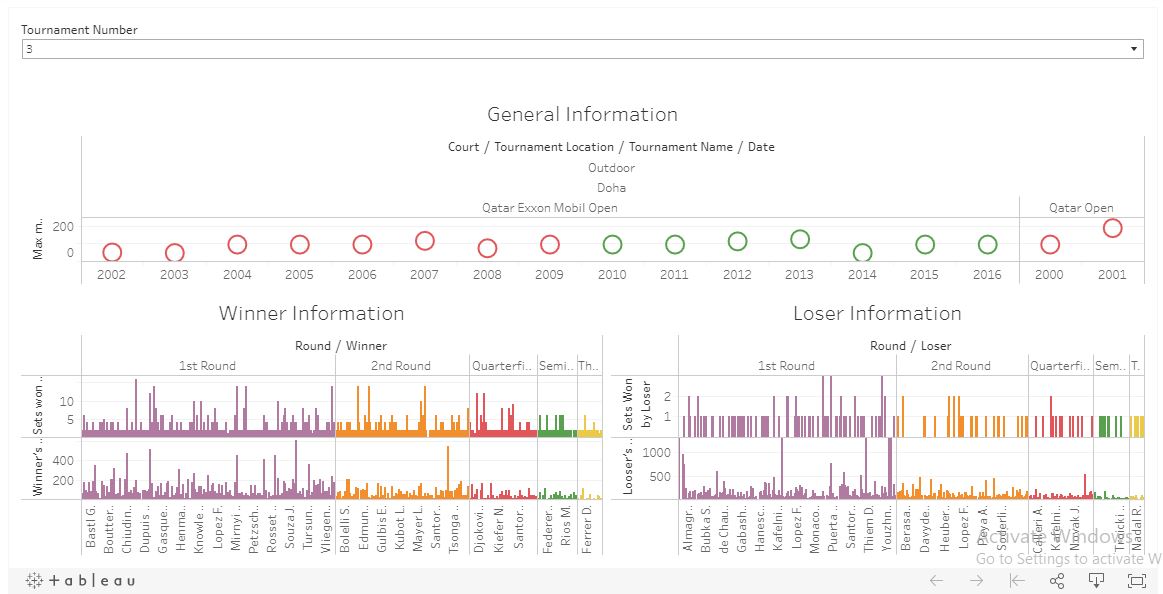 Tournament Number
3
General Information
Court / Tournament Location / Tournament Name / Date
Outdoor
Doha
Qatar Exxon Mobil Open Qatar Open
Max m..
200
0
2002 2003 2004 2005 2006 2007 2008 2009 2010 2011 2012 2013 2014 2015 2016 2000 2001
Winner Information Loser Information
Round / Winner Round / Loser
1st Round 2nd Round Quarterfi.. Semi.. Th.. 1st Round 2nd Round Quarterfi.. Sem.. T.
Sets won ..
10
5
Winner's..
400
200
Sets Won
by Loser
2
1
Looser's ..
1000
500
Bastl G. Boutter.. Chiudin.. Dupuis .. Gasque.. Herna.. Knowle.. Lopez F. Mirnyi .. Petzsch.. Rosset .. Souza J. Tursun.. Vliegen.. Bolelli S. Edmun.. Gulbis E. Kubot L. Mayer L. Santor.. Tsonga .. Djokovi.. Kiefer N. Santor.. Federer.. Rios M. Ferrer D.
Almagr.. Bubka S. de Chau.. Gabash.. Hanesc.. Kafelni.. Lopez F. Monaco.. Puerta .. Santor.. Thiem D. Youzhn.. Berasa.. Davyde.. Heuber.. Lopez F. Paya A. Soderli.. Calleri A. Kafelni.. Novak J. Troicki .. Nadal R.
Activate Windows
Go to Settings to activate W
+ a b l e a u